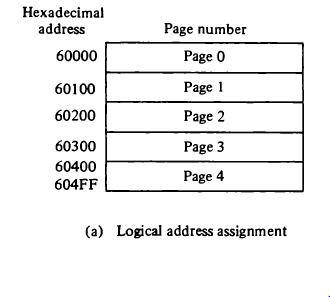 Hexadecimal
address Page number
60000 Page 0
60100 Page 1
60200 Page 2
60300 Page 3
60400
604FF Page 4
(a) Logical address assignment